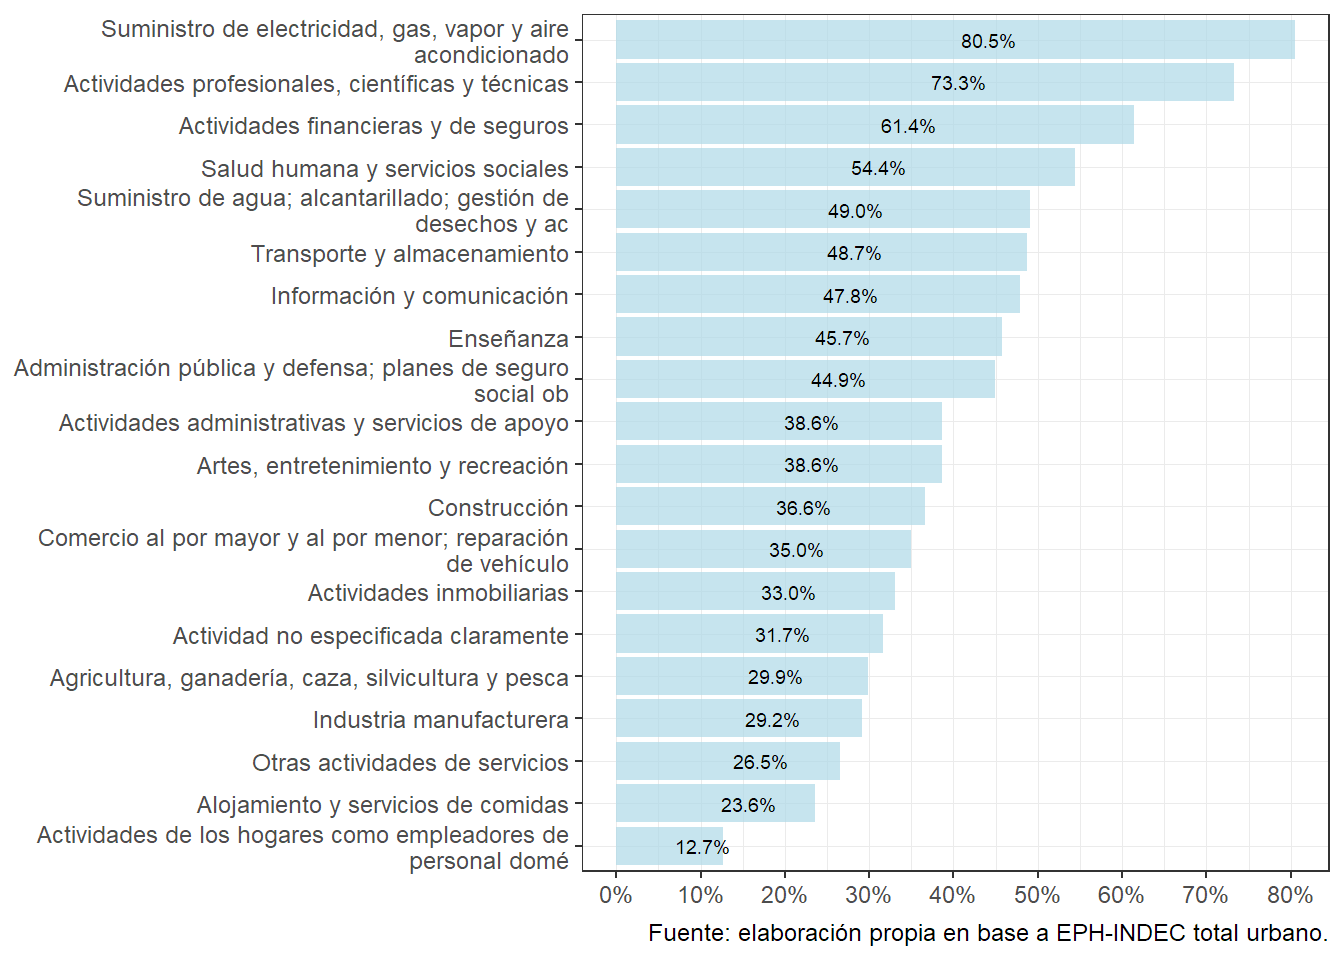 Suministro de electricidad, gas, vapor y aire
acondicionado
80.5%
Actividades profesionales, científicas y técnicas
73.3%
Actividades financieras y de seguros
61.4%
Salud humana y servicios sociales
54.4%
Suministro de agua; alcantarillado; gestión de
desechos y ac
49.0%
Transporte y almacenamiento
48.7%
Información y comunicación
47.8%
Enseñanza
45.7%
Administración pública y defensa; planes de seguro
social ob
44.9%
Actividades administrativas y servicios de apoyo
38.6%
Artes, entretenimiento y recreación
38.6%
Construcción
36.6%
Comercio al por mayor y al por menor; reparación
de vehículo
35.0%
Actividades inmobiliarias
33.0%
Actividad no especificada claramente
31.7%
Agricultura, ganadería, caza, silvicultura y pesca
29.9%
Industria manufacturera
29.2%
Otras actividades de servicios
26.5%
Alojamiento y servicios de comidas
23.6%
Actividades de los hogares como empleadores de
personal domé
12.7%
0% 10% 20% 30% 40% 50% 60% 70% 80%
Fuente: elaboración propia en base a EPH-INDEC total urbano.